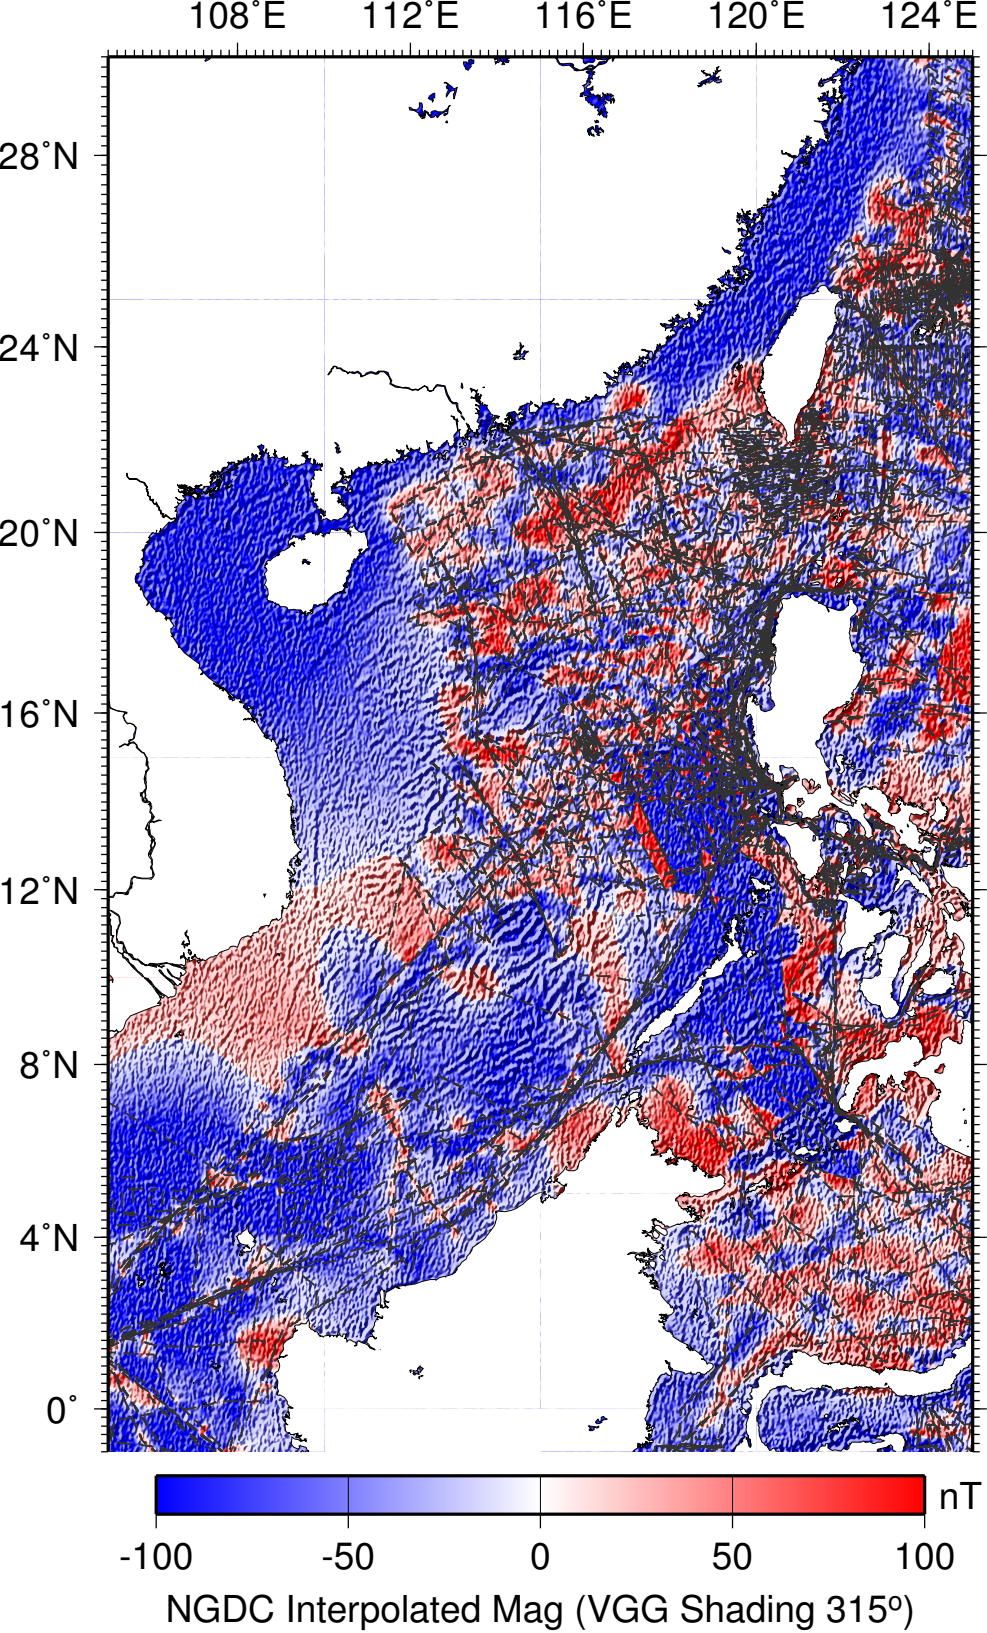 108˚E 112˚E 116˚E 120˚E 124˚E
28˚N
24˚N
20˚N
16˚N
12˚N
8˚N
4˚N
0˚
nT
-100 -50 0 50 100
NGDC Interpolated Mag (VGG Shading 315º)